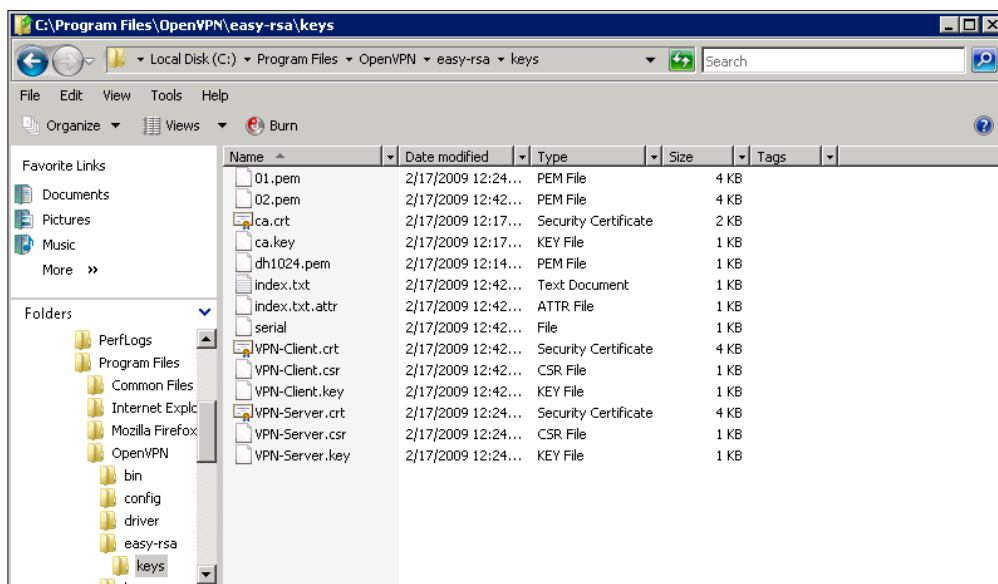 C:\Program Files\OpenVPN\easy-rsa\keys
Local Disk (C:) Program Files OpenVPN easy-rsa keys Search
File Edit View Tools Help
Organize Views Burn
Favorite Links
Documents
Pictures
Music
More »
Folders
PerfLogs
Program Files
Common Files
Internet Explo
Mozilla Firefox
OpenVPN
bin
config
driver
easy-rsa
keys
Name Date modified Type Size Tags
01.pem 2/17/2009 12:24... PEM File 4 KB
02.pem 2/17/2009 12:42... PEM File 4 KB
ca.crt 2/17/2009 12:17... Security Certificate 2 KB
ca.key 2/17/2009 12:17... KEY File 1 KB
dh1024.pem 2/17/2009 12:14... PEM File 1 KB
index.txt 2/17/2009 12:42... Text Document 1 KB
index.txt.attr 2/17/2009 12:42... ATTR File 1 KB
serial 2/17/2009 12:42... File 1 KB
VPN-Client.crt 2/17/2009 12:42... Security Certificate 4 KB
VPN-Client.csr 2/17/2009 12:42... CSR File 1 KB
VPN-Client.key 2/17/2009 12:42... KEY File 1 KB
VPN-Server.crt 2/17/2009 12:24... Security Certificate 4 KB
VPN-Server.csr 2/17/2009 12:24... CSR File 1 KB
VPN-Server.key 2/17/2009 12:24... KEY File 1 KB